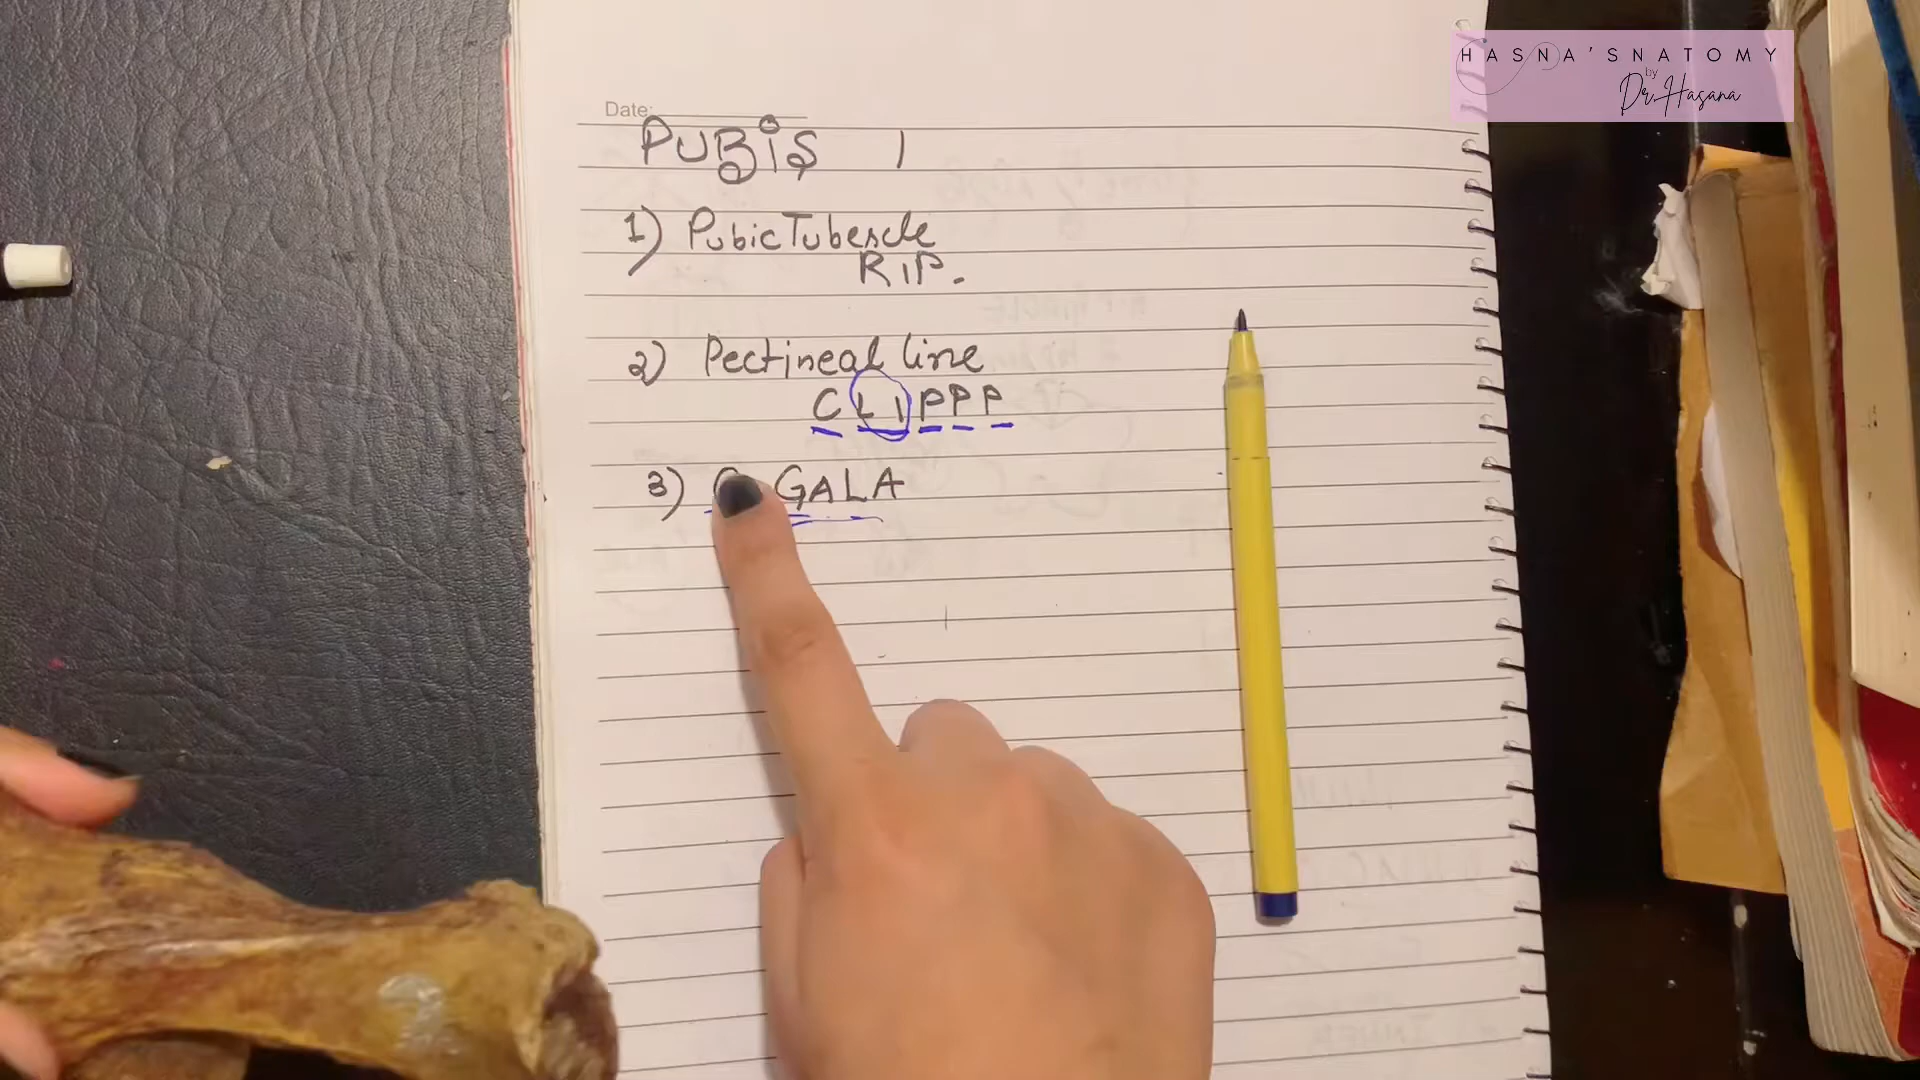 HASNA'SNATOMY
by
Dr.Hasana
Date:
PUBIS 1
1) Pubic Tubercle
RIP.
2) Pectineal line
CLIPPP
3) GALA